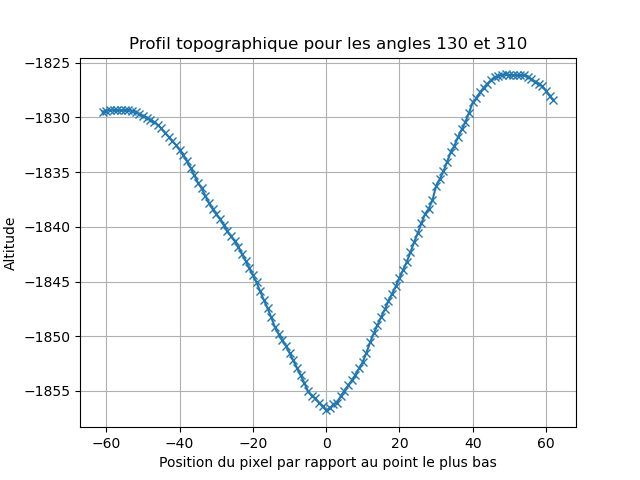 Profil topographique pour les angles 130 et 310
−1825
−1830
−1835
−1840
−1845
−1850
−1855
Altitude
−60 −40 −20 0 20 40 60
Position du pixel par rapport au point le plus bas